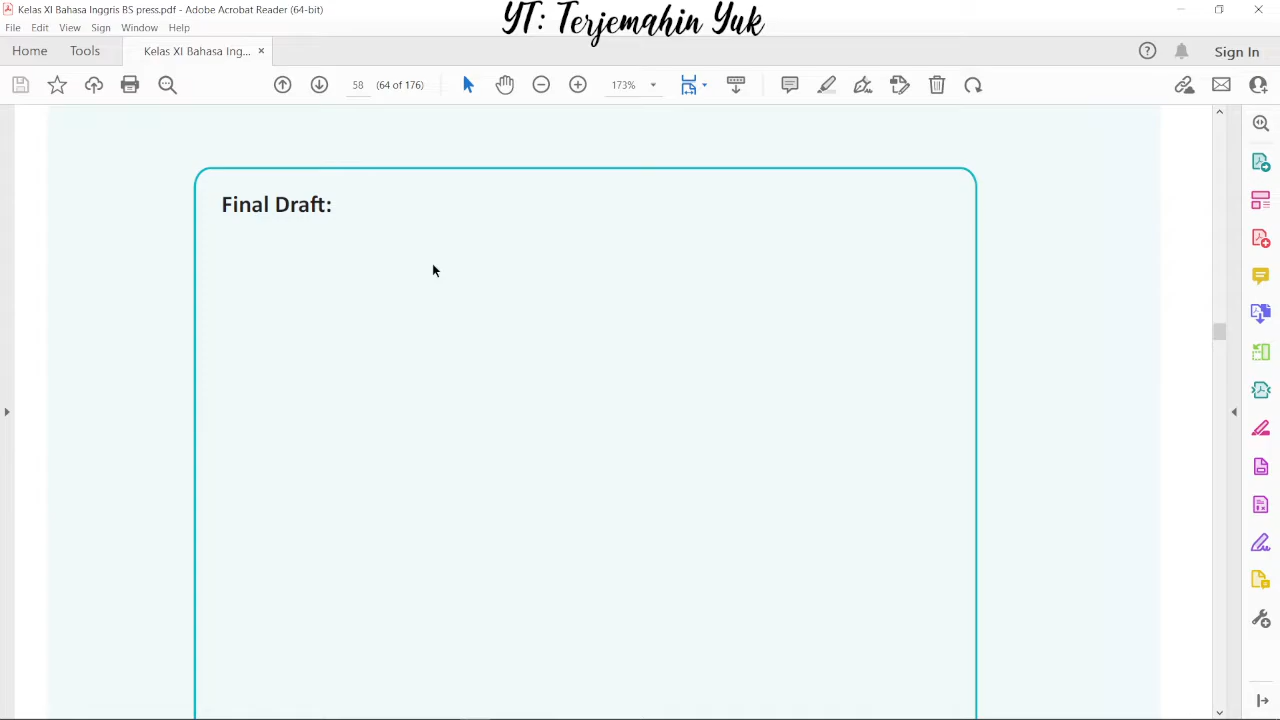 Kelas XI Bahasa Inggris BS press.pdf - Adobe Acrobat Reader (64-bit)
YT: Terjemahin Yuk
File Edit View Sign Window Help
Home Tools Kelas XI Bahasa Ing... × Sign In
58 (64 of 176) 173%
Final Draft: